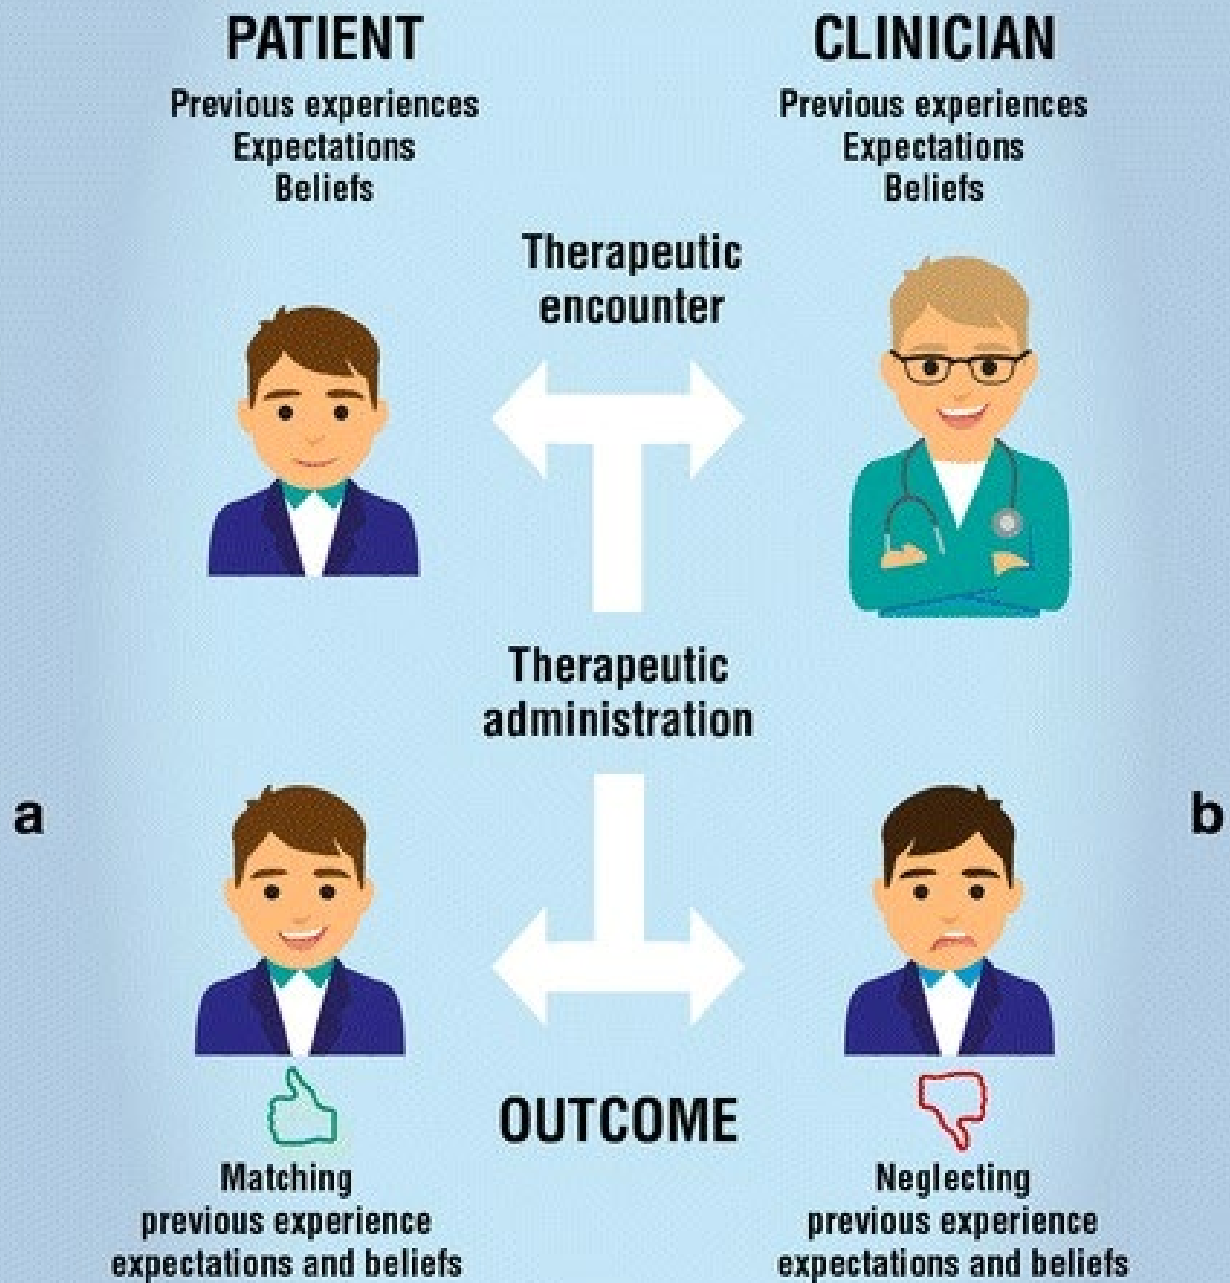 PATIENT
Previous experiences
Expectations
Beliefs
CLINICIAN
Previous experiences
Expectations
Beliefs
Therapeutic
encounter
Therapeutic
administration
a
b
OUTCOME
Matching
previous experience
expectations and beliefs
Neglecting
previous experience
expectations and beliefs